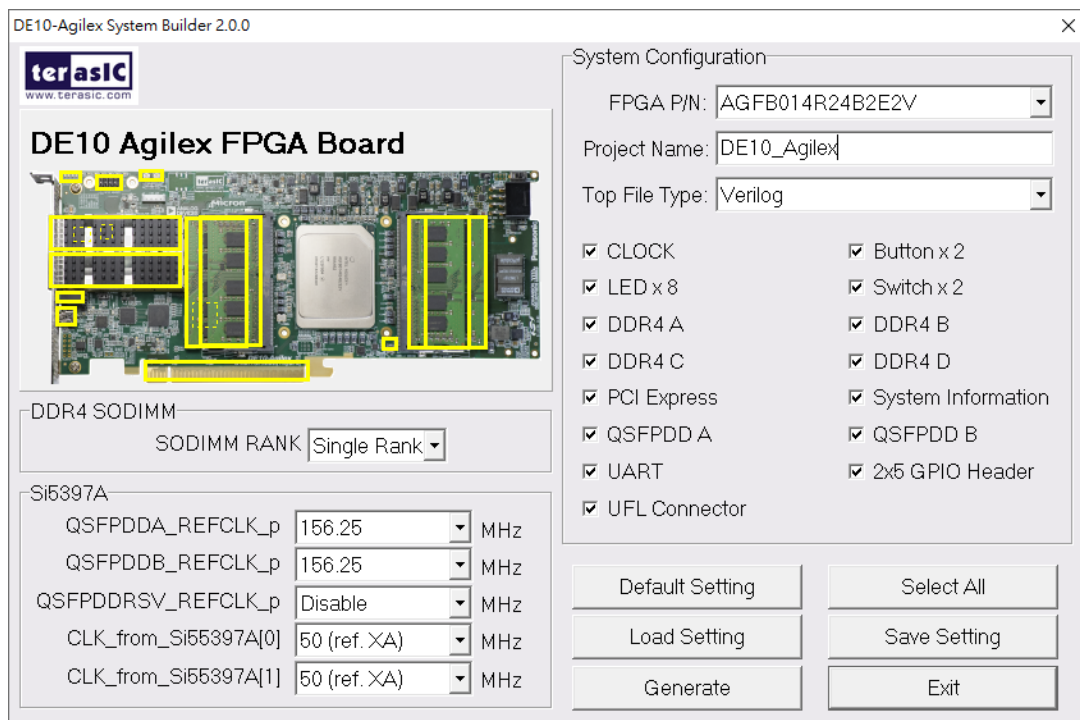 DE10-Agilex System Builder 2.0.0
terasIC
www.terasic.com
DE10 Agilex FPGA Board
Micron
Panasonic
DE10-Agilex
DDR4 SODIMM
SODIMM RANK Single Rank
Si5397A
QSFPDDA_REFCLK_p 156.25 MHz
QSFPDDB_REFCLK_p 156.25 MHz
QSFPDDRSV_REFCLK_p Disable MHz
CLK_from_Si55397A[0] 50 (ref. XA) MHz
CLK_from_Si55397A[1] 50 (ref. XA) MHz
System Configuration
FPGA P/N: AGFB014R24B2E2V
Project Name: DE10_Agilex
Top File Type: Verilog
CLOCK Button x 2
LED x 8 Switch x 2
DDR4 A DDR4 B
DDR4 C DDR4 D
PCI Express System Information
QSFPDD A QSFPDD B
UART 2x5 GPIO Header
UFL Connector
Default Setting Select All
Load Setting Save Setting
Generate Exit